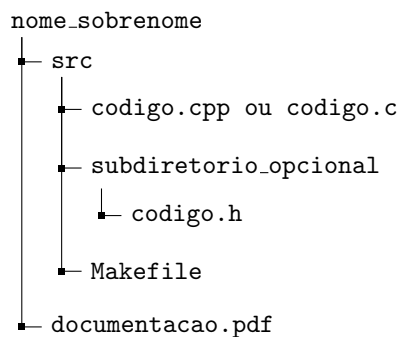 nome_sobrenome
src
codigo.cpp ou codigo.c
subdiretorio_opcional
codigo.h
Makefile
documentacao.pdf